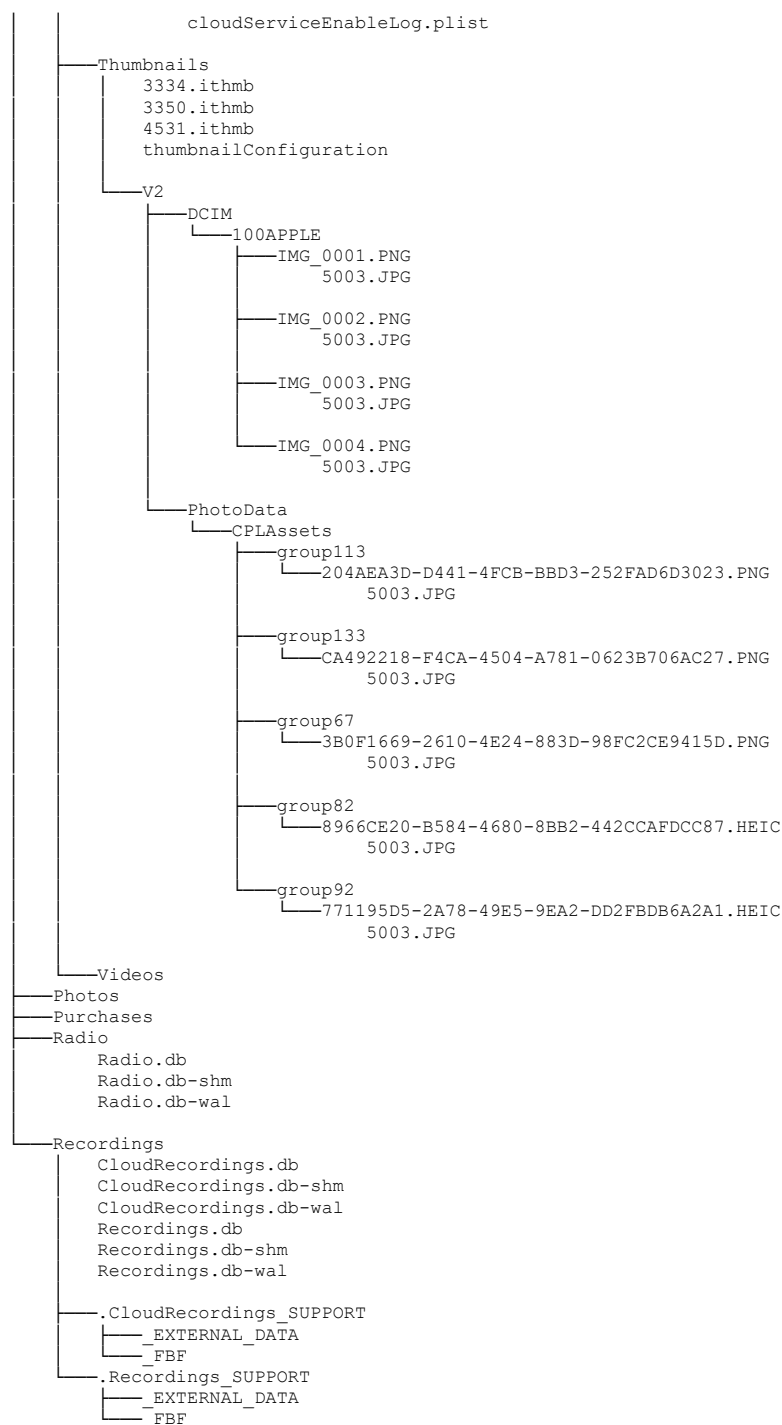 cloudServiceEnableLog.plist
Thumbnails
3334.ithmb
3350.ithmb
4531.ithmb
thumbnailConfiguration
V2
DCIM
100APPLE
IMG_0001.PNG
5003.JPG
IMG_0002.PNG
5003.JPG
IMG_0003.PNG
5003.JPG
IMG_0004.PNG
5003.JPG
PhotoData
CPLAssets
group113
204AEA3D-D441-4FCB-BBD3-252FAD6D3023.PNG
5003.JPG
group133
CA492218-F4CA-4504-A781-0623B706AC27.PNG
5003.JPG
group67
3B0F1669-2610-4E24-883D-98FC2CE9415D.PNG
5003.JPG
group82
8966CE20-B584-4680-8BB2-442CCAFDCC87.HEIC
5003.JPG
group92
771195D5-2A78-49E5-9EA2-DD2FBDB6A2A1.HEIC
5003.JPG
Videos
Photos
Purchases
Radio
Radio.db
Radio.db-shm
Radio.db-wal
Recordings
CloudRecordings.db
CloudRecordings.db-shm
CloudRecordings.db-wal
Recordings.db
Recordings.db-shm
Recordings.db-wal
.CloudRecordings_SUPPORT
_EXTERNAL_DATA
_FBF
.Recordings_SUPPORT
_EXTERNAL_DATA
_FBF